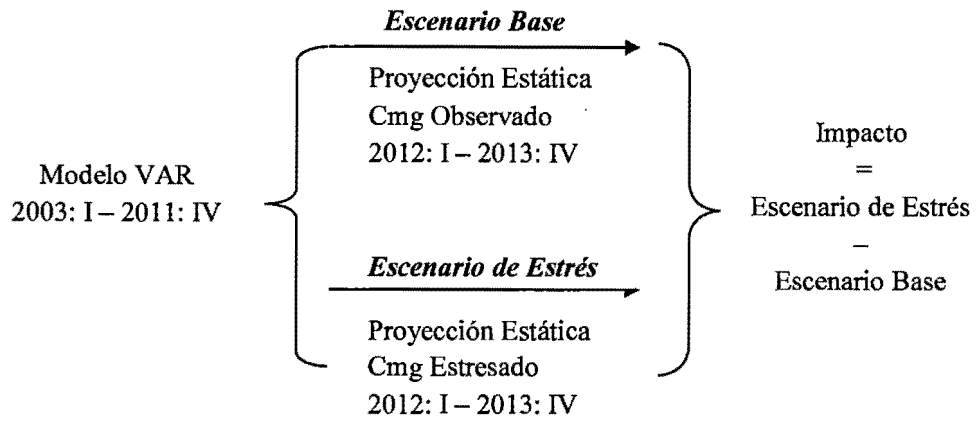 Escenario Base
Proyección Estática
Cmg Observado
2012: I – 2013: IV
Modelo VAR
2003: I – 2011: IV
Impacto
=
Escenario de Estrés
–
Escenario Base
Escenario de Estrés
Proyección Estática
Cmg Estresado
2012: I – 2013: IV